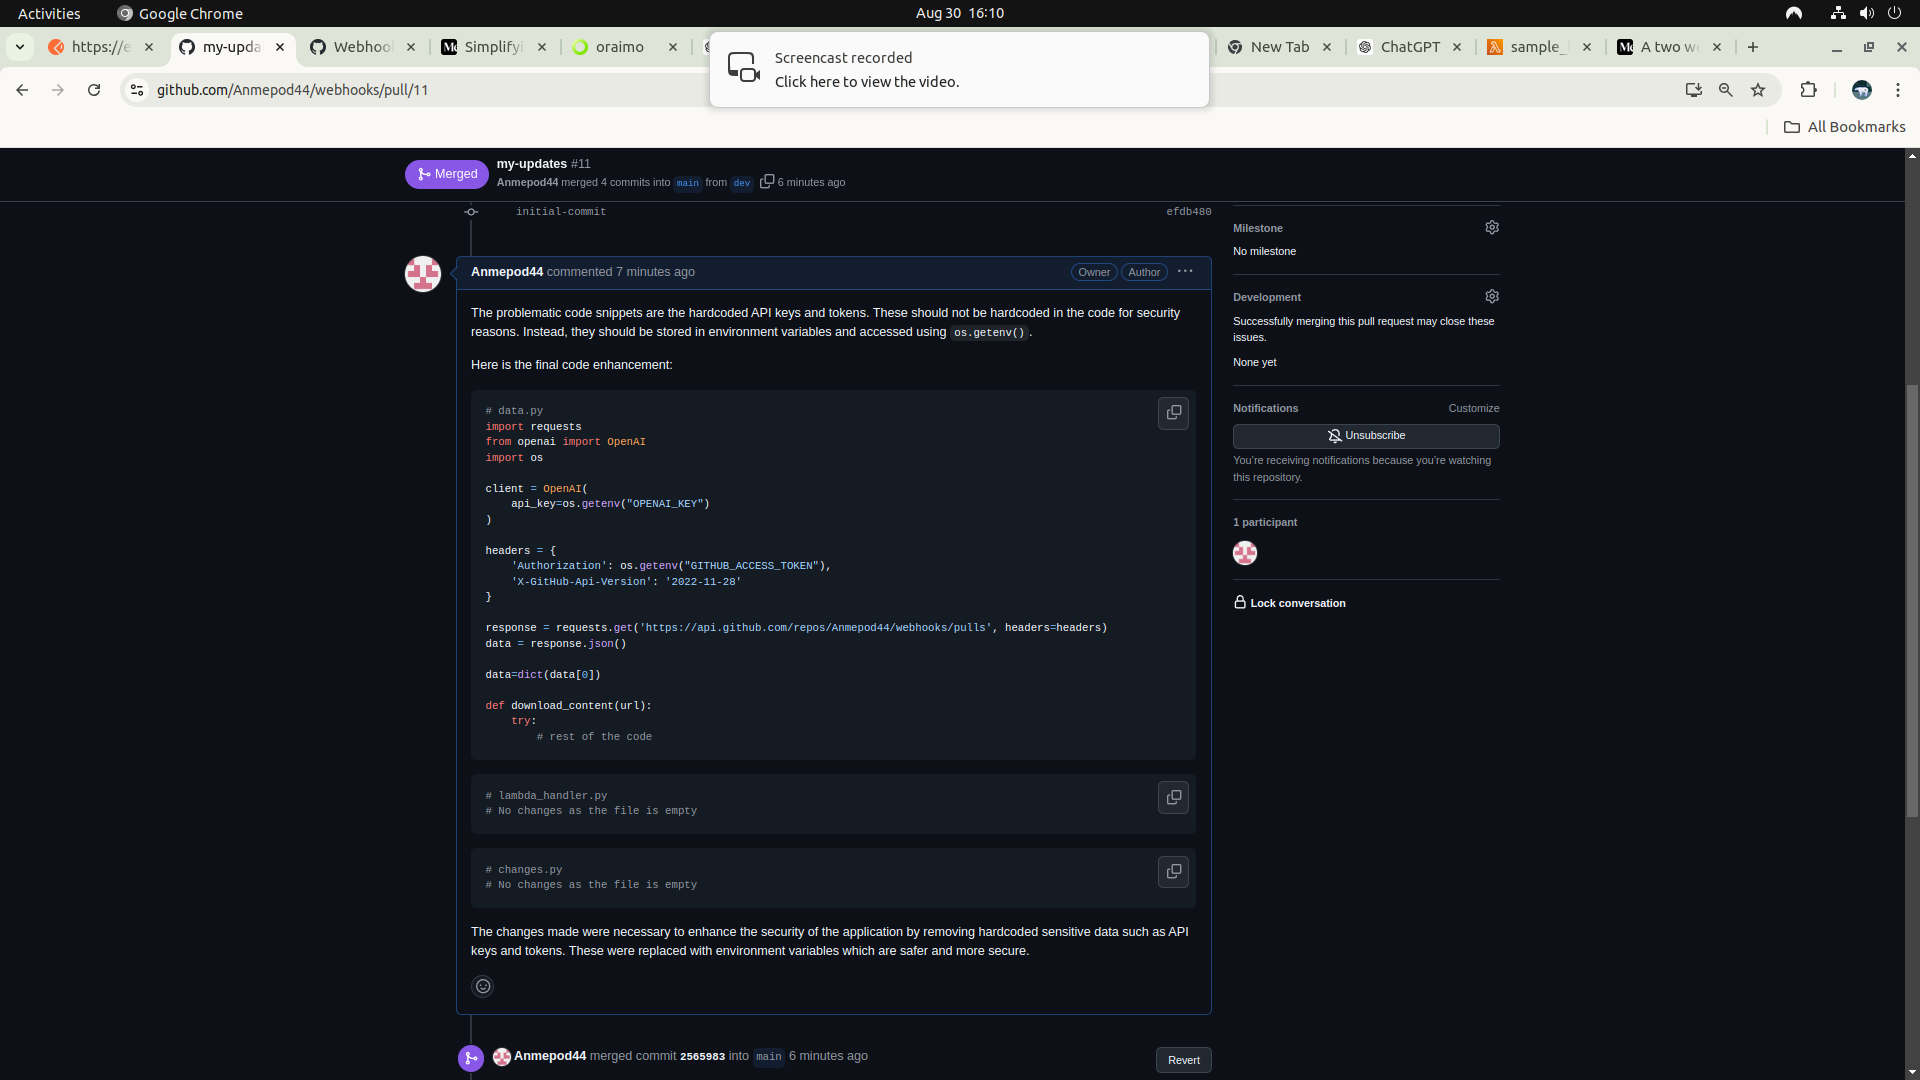 Activities
Google Chrome
Aug 30 16:10
https://e
my-upda
Webhoo
Simplifyi
oraimo
New Tab
ChatGPT
sample_
A two w
Screencast recorded
Click here to view the video.
github.com/Anmepod44/webhooks/pull/11
All Bookmarks
Merged
my-updates #11
Anmepod44 merged 4 commits into main from dev 6 minutes ago
initial-commit
efdb480
Anmepod44 commented 7 minutes ago
Owner
Author
The problematic code snippets are the hardcoded API keys and tokens. These should not be hardcoded in the code for security
reasons. Instead, they should be stored in environment variables and accessed using os.getenv() .
Here is the final code enhancement:
# data.py
import requests
from openai import OpenAI
import os
client = OpenAI(
    api_key=os.getenv("OPENAI_KEY")
)
headers = {
    'Authorization': os.getenv("GITHUB_ACCESS_TOKEN"),
    'X-GitHub-Api-Version': '2022-11-28'
}
response = requests.get('https://api.github.com/repos/Anmepod44/webhooks/pulls', headers=headers)
data = response.json()
data=dict(data[0])
def download_content(url):
    try:
        # rest of the code
# lambda_handler.py
# No changes as the file is empty
# changes.py
# No changes as the file is empty
The changes made were necessary to enhance the security of the application by removing hardcoded sensitive data such as API
keys and tokens. These were replaced with environment variables which are safer and more secure.
Anmepod44 merged commit 2565983 into main 6 minutes ago
Revert
Milestone
No milestone
Development
Successfully merging this pull request may close these
issues.
None yet
Notifications
Customize
Unsubscribe
You're receiving notifications because you're watching
this repository.
1 participant
Lock conversation